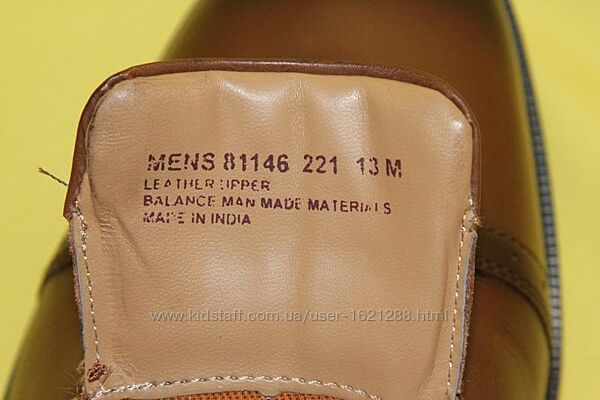 MENS 81146 221 13 M
LEATHER UPPER
BALANCE MAN MADE MATERIALS
MADE IN INDIA
www.kidstaff.com.ua/user-1621288.html